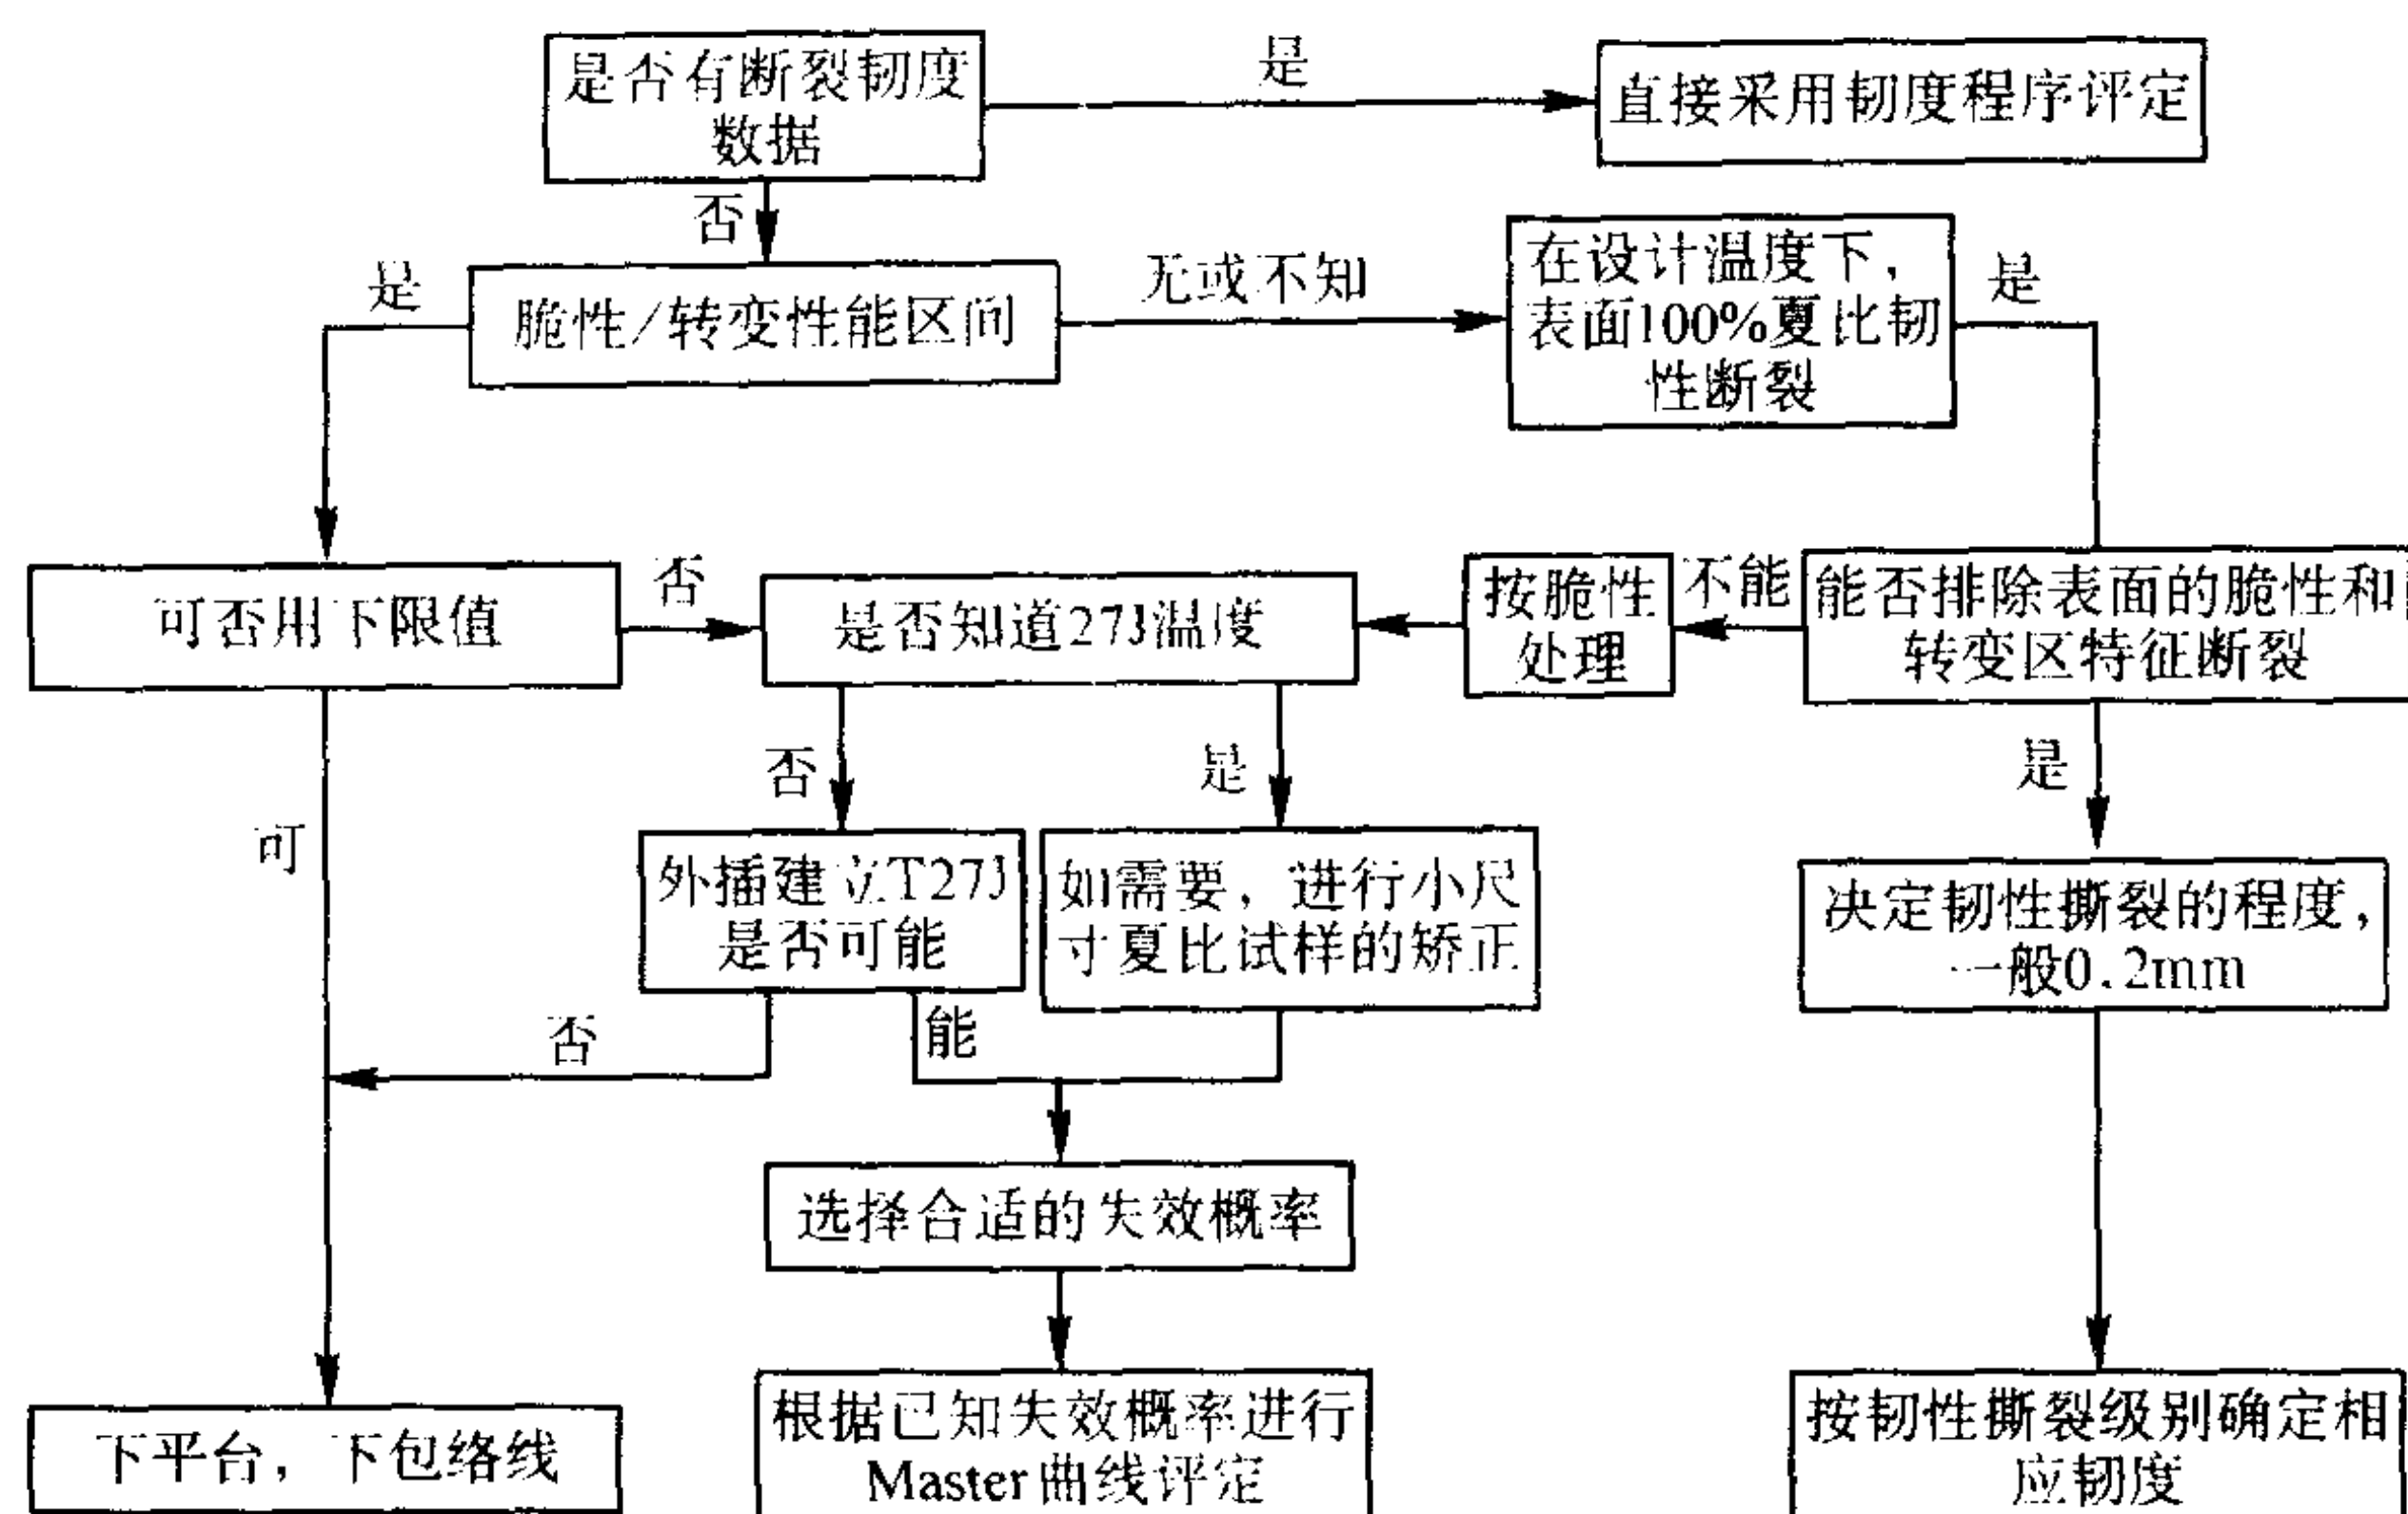 是否有断裂韧度
数据
是
直接采用韧度程序评定
否
是
脆性/转变性能区间
无或不知
在设计温度下，
表面100%夏比韧
性断裂
是
可否用下限值
否
是否知道27J温度
按脆性
处理
不能
能否排除表面的脆性和
转变区特征断裂
否
是
是
可
外插建立T27J
是否可能
如需要，进行小尺
寸夏比试样的矫正
决定韧性撕裂的程度，
一般0.2mm
否
能
选择合适的失效概率
下平台，下包络线
根据已知失效概率进行
Master曲线评定
按韧性撕裂级别确定相
应韧度